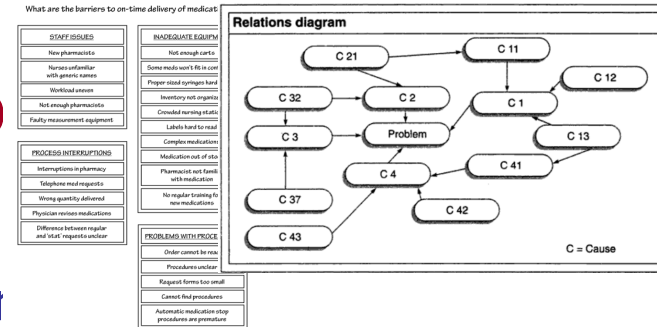 What are the barriers to on-time delivery of medicat
STAFF ISSUES
New pharmacists
Nurses unfamiliar
with generic names
Workload uneven
Not enough pharmacists
Faulty measurement equipment
PROCESS INTERRUPTIONS
Interruptions in pharmacy
Telephone med requests
Wrong quantity delivered
Physician revises medications
Difference between regular
and 'stat' requests unclear
INADEQUATE EQUIPM
Not enough carts
Some meds won't fit in con
Proper sized syringes hard
Inventory not organiz
Crowded nursing static
Labels hard to read
Complex medication
Medication out of sto
Pharmacist not famili
with medication
No regular training fo
new medications
PROBLEMS WITH PROCE
Order cannot be rea
Procedures unclear
Request forms too small
Cannot find procedures
Automatic medication stop
procedures are premature
Relations diagram
C 21
C 11
C 12
C 32
C 2
C 1
C 3
Problem
C 13
C 4
C 41
C 37
C 42
C 43
C = Cause